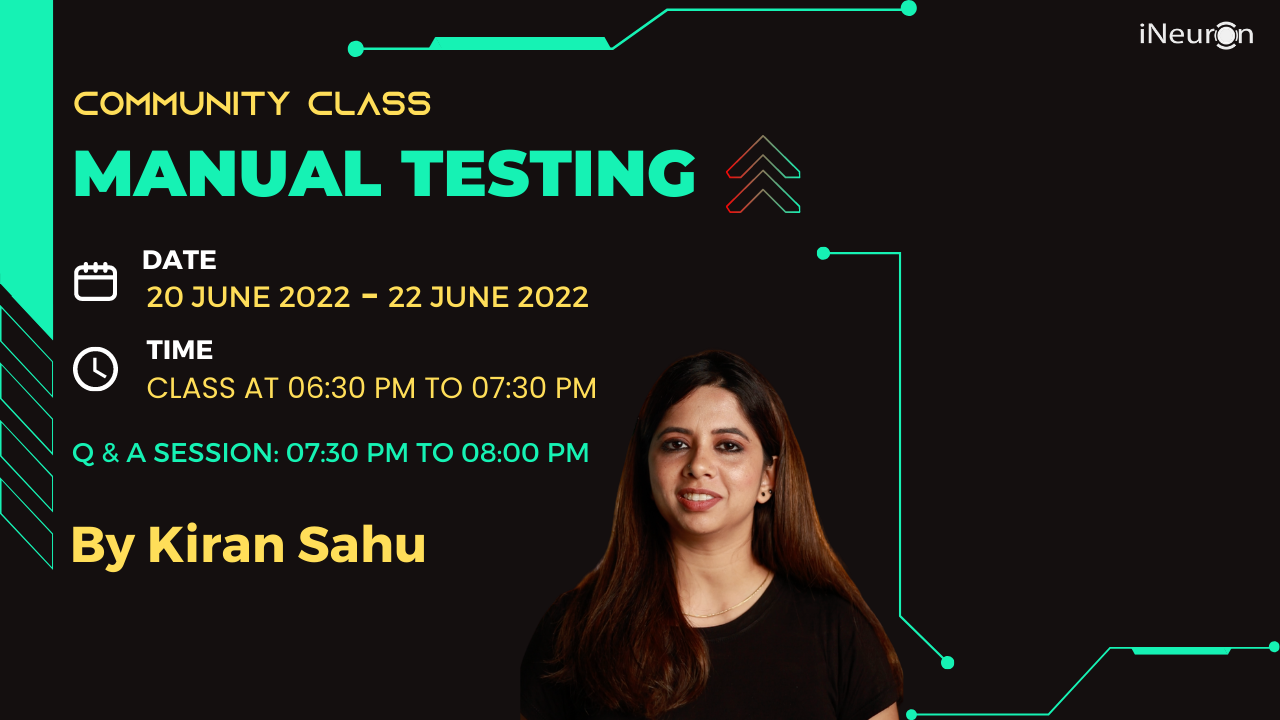 iNeuron
COMMUNITY CLASS
MANUAL TESTING
DATE
20 JUNE 2022 - 22 JUNE 2022
TIME
CLASS AT 06:30 PM TO 07:30 PM
Q & A SESSION: 07:30 PM TO 08:00 PM
By Kiran Sahu